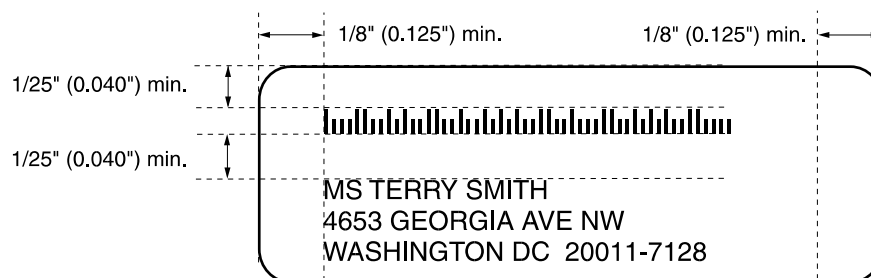 1/8" (0.125") min.
1/8" (0.125") min.
1/25" (0.040") min.
1/25" (0.040") min.
MS TERRY SMITH
4653 GEORGIA AVE NW
WASHINGTON DC  20011-7128